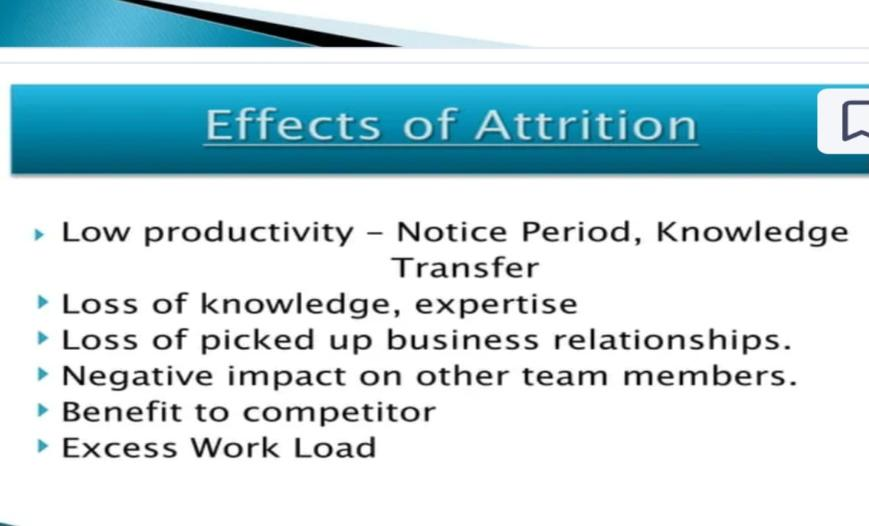 Effects of Attrition
Low productivity – Notice Period, Knowledge
Transfer
Loss of knowledge, expertise
Loss of picked up business relationships.
Negative impact on other team members.
Benefit to competitor
Excess Work Load